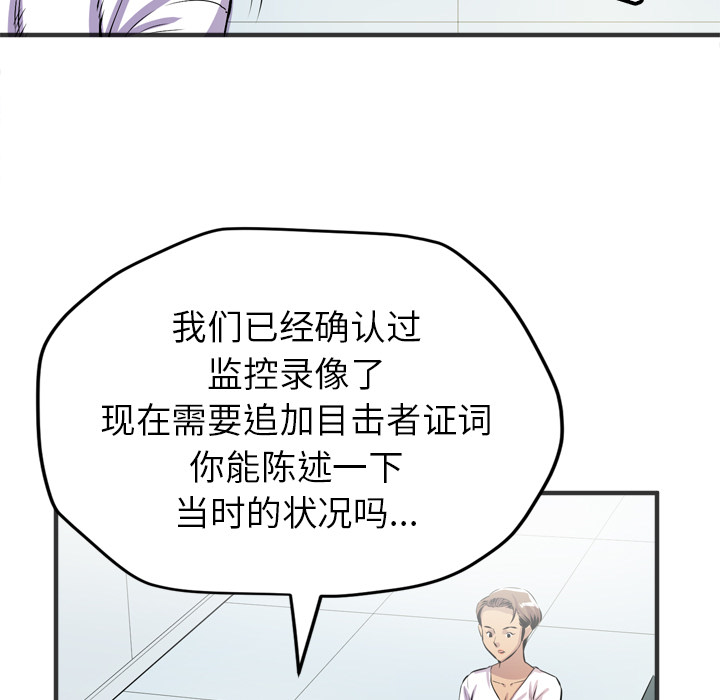 我们已经确认过
监控录像了
现在需要追加目击者证词
你能陈述一下
当时的状况吗...